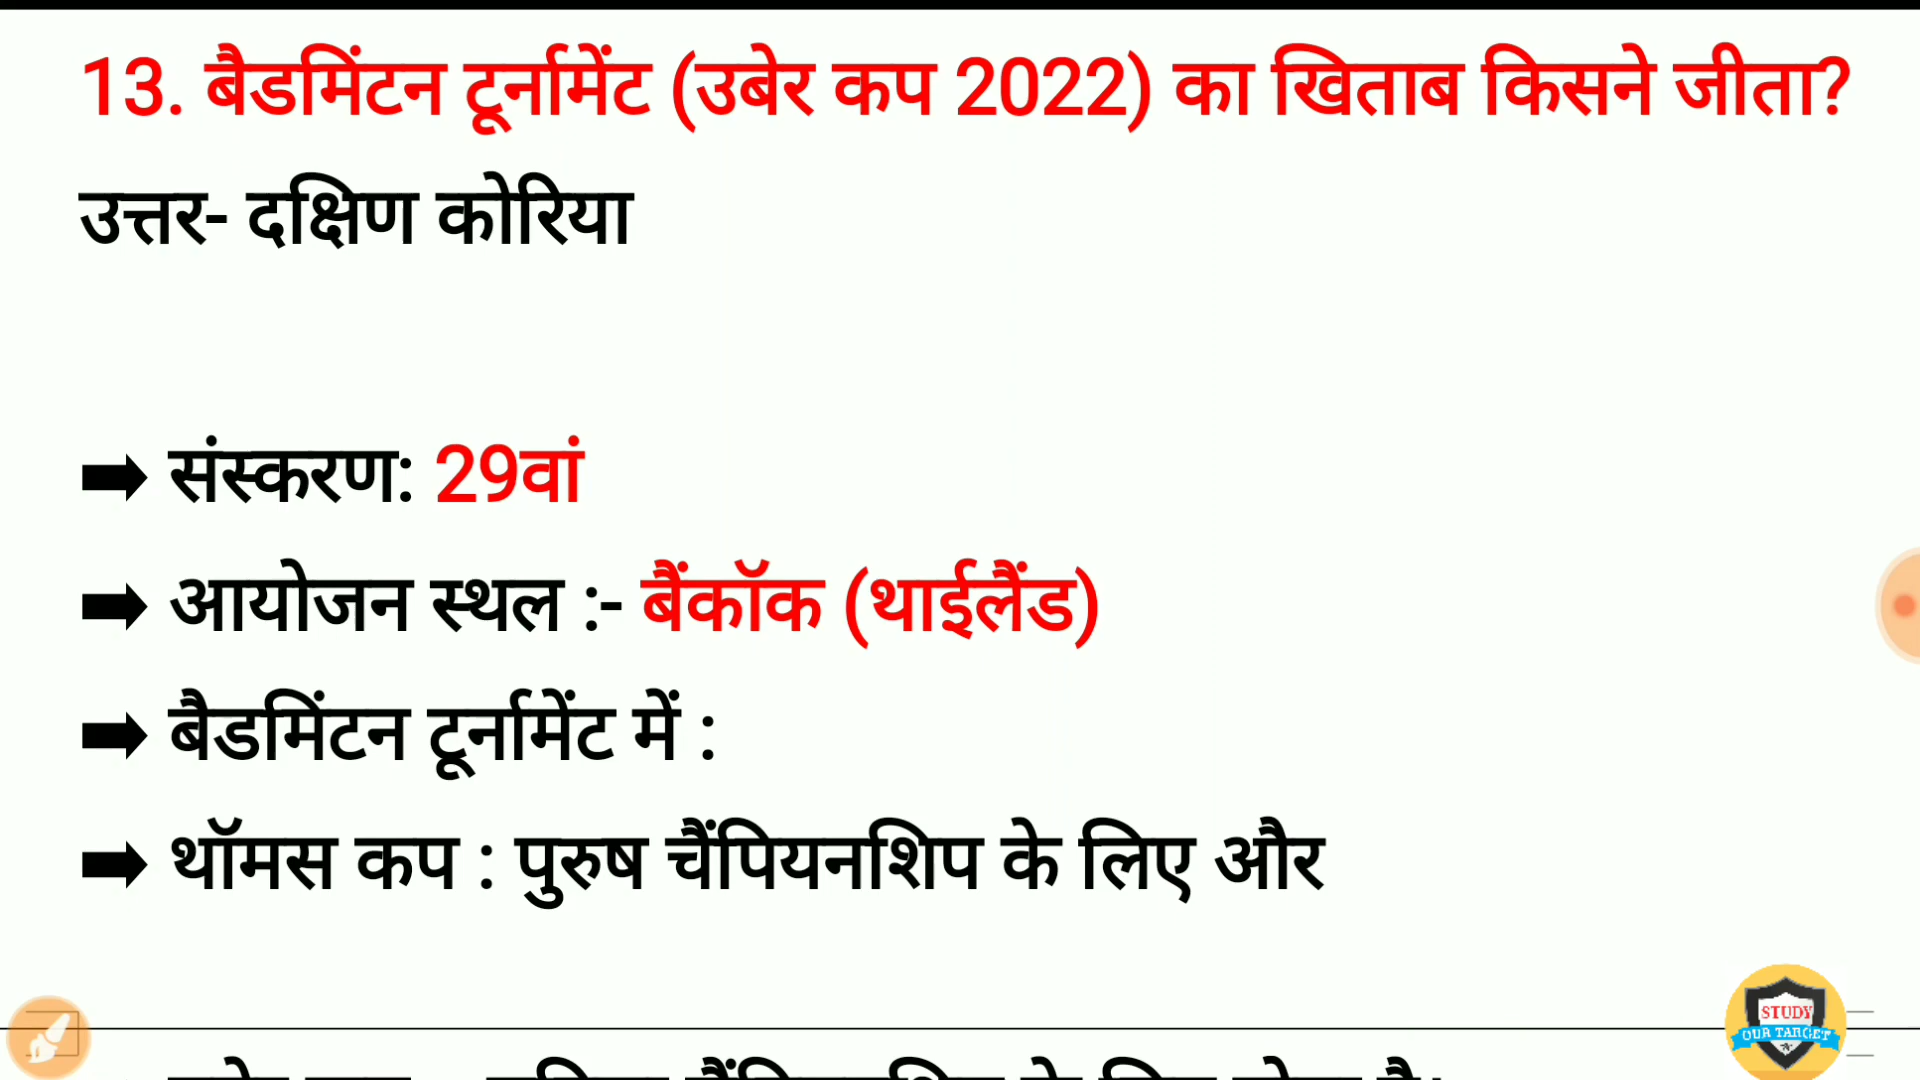 13. बैडमिंटन टूर्नामेंट (उबेर कप 2022) का खिताब किसने जीता?
उत्तर- दक्षिण कोरिया
➡ संस्करण: 29वां
➡ आयोजन स्थल :- बैंकॉक (थाईलैंड)
➡ बैडमिंटन टूर्नामेंट में :
➡ थॉमस कप : पुरुष चैंपियनशिप के लिए और
STUDY
OUR TARGET